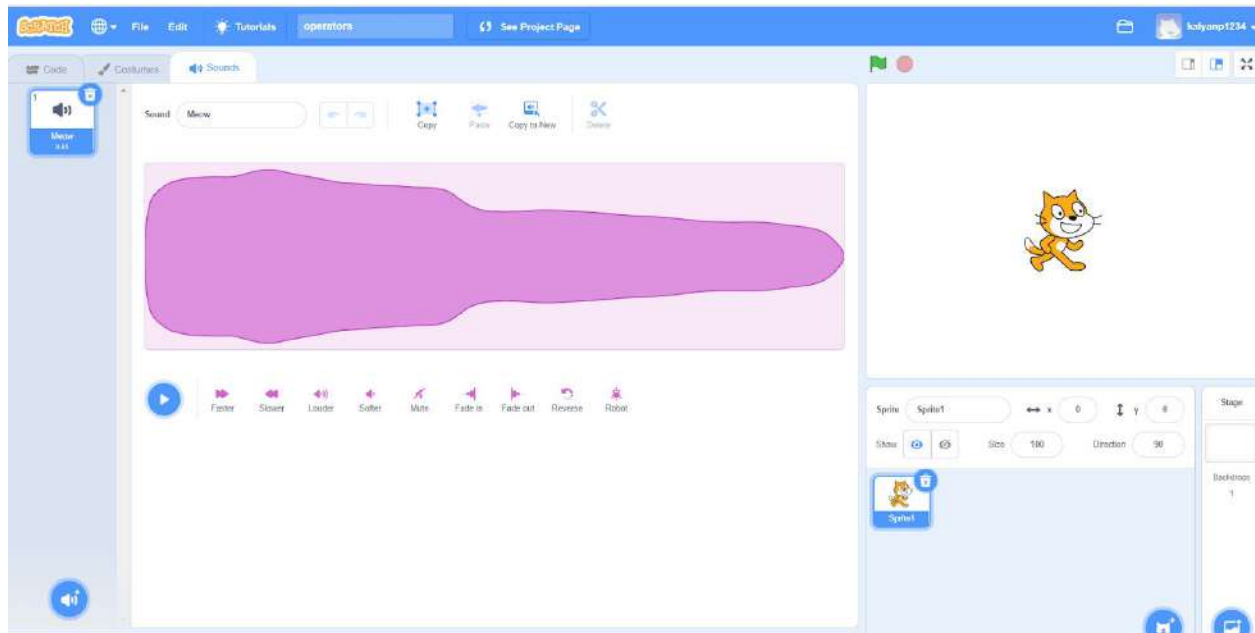 SCRATCH File Edit Tutorials operators See Project Page kalyanp1234
Code Costumes Sounds
1
Meow
Sound Meow Copy Paste Copy to New Delete
Faster Slower Louder Softer Mute Fade in Fade out Reverse Robot
Sprite Sprite1 x 0 y 0
Show Size 100 Direction 90
Sprite1
Stage
Backdrops
1